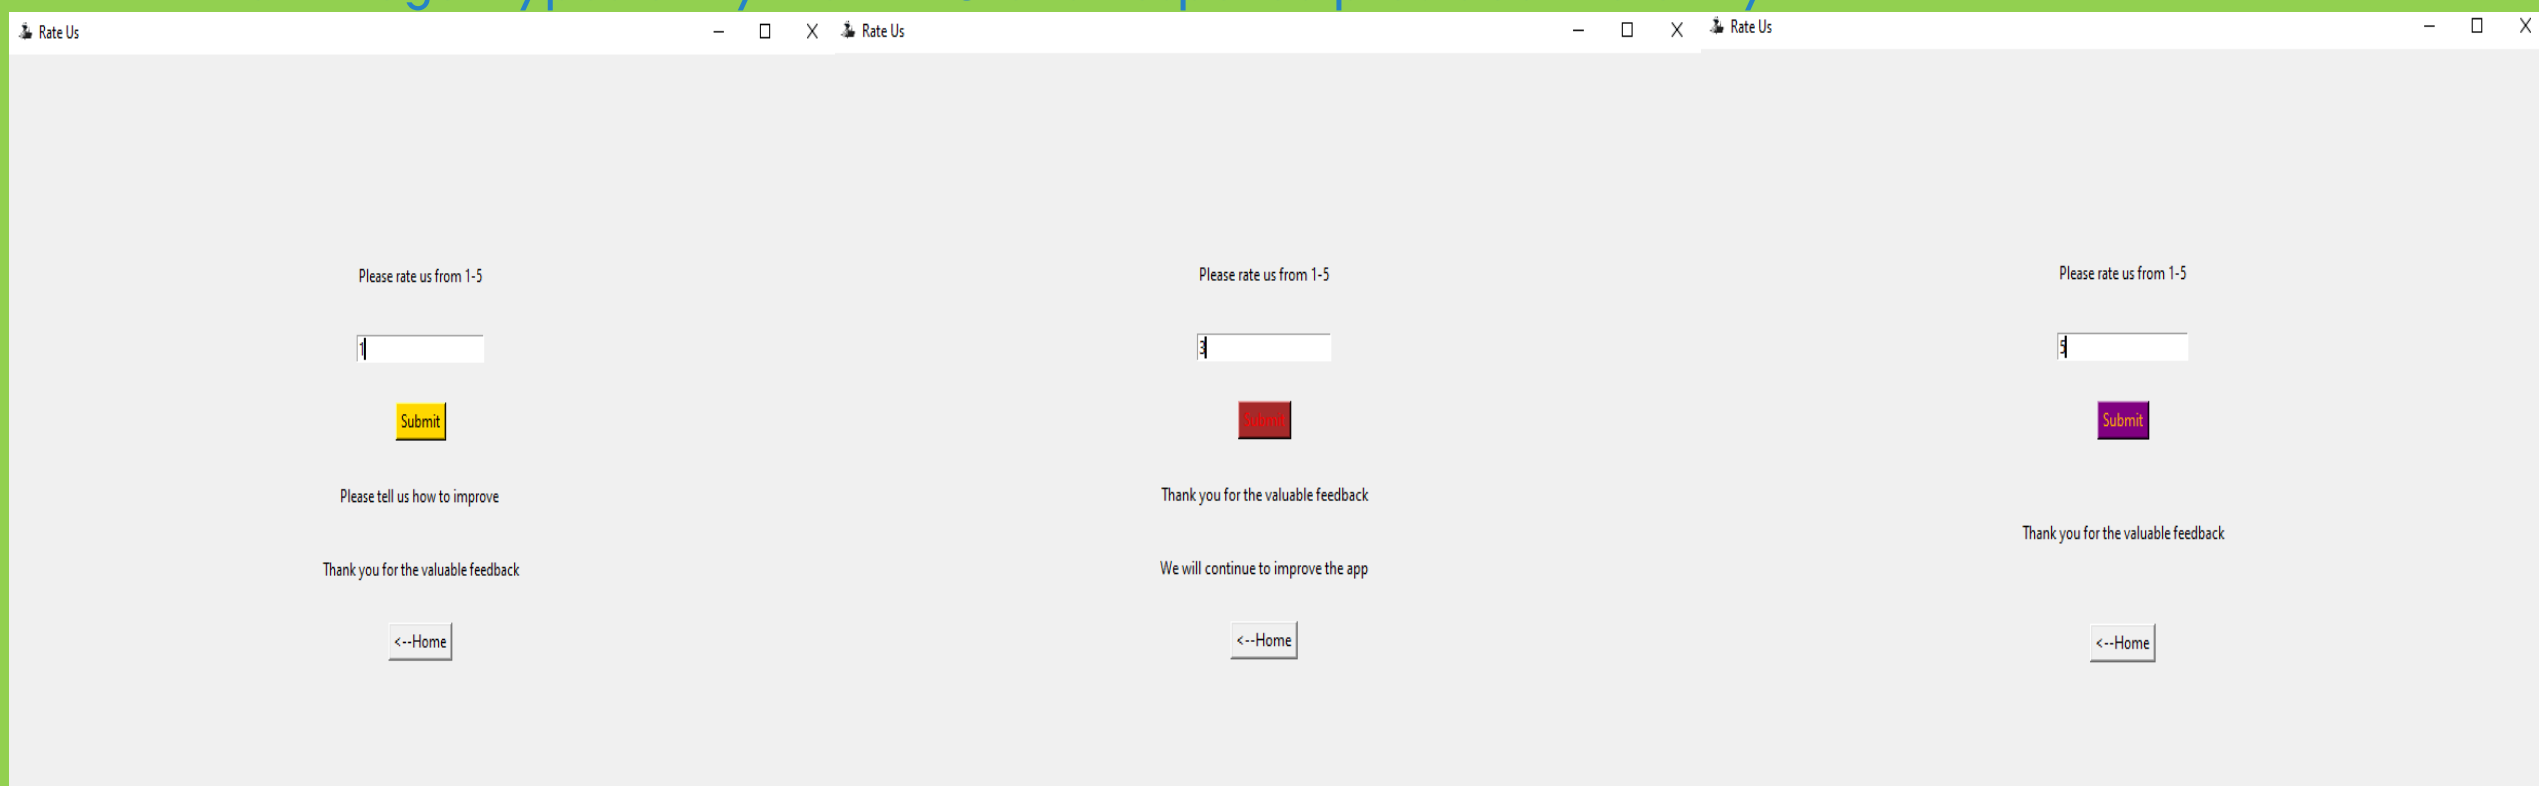 Rate Us
Please rate us from 1-5
1
Submit
Please tell us how to improve
Thank you for the valuable feedback
<--Home
Rate Us
Please rate us from 1-5
3
Submit
Thank you for the valuable feedback
We will continue to improve the app
<--Home
Rate Us
Please rate us from 1-5
5
Submit
Thank you for the valuable feedback
<--Home